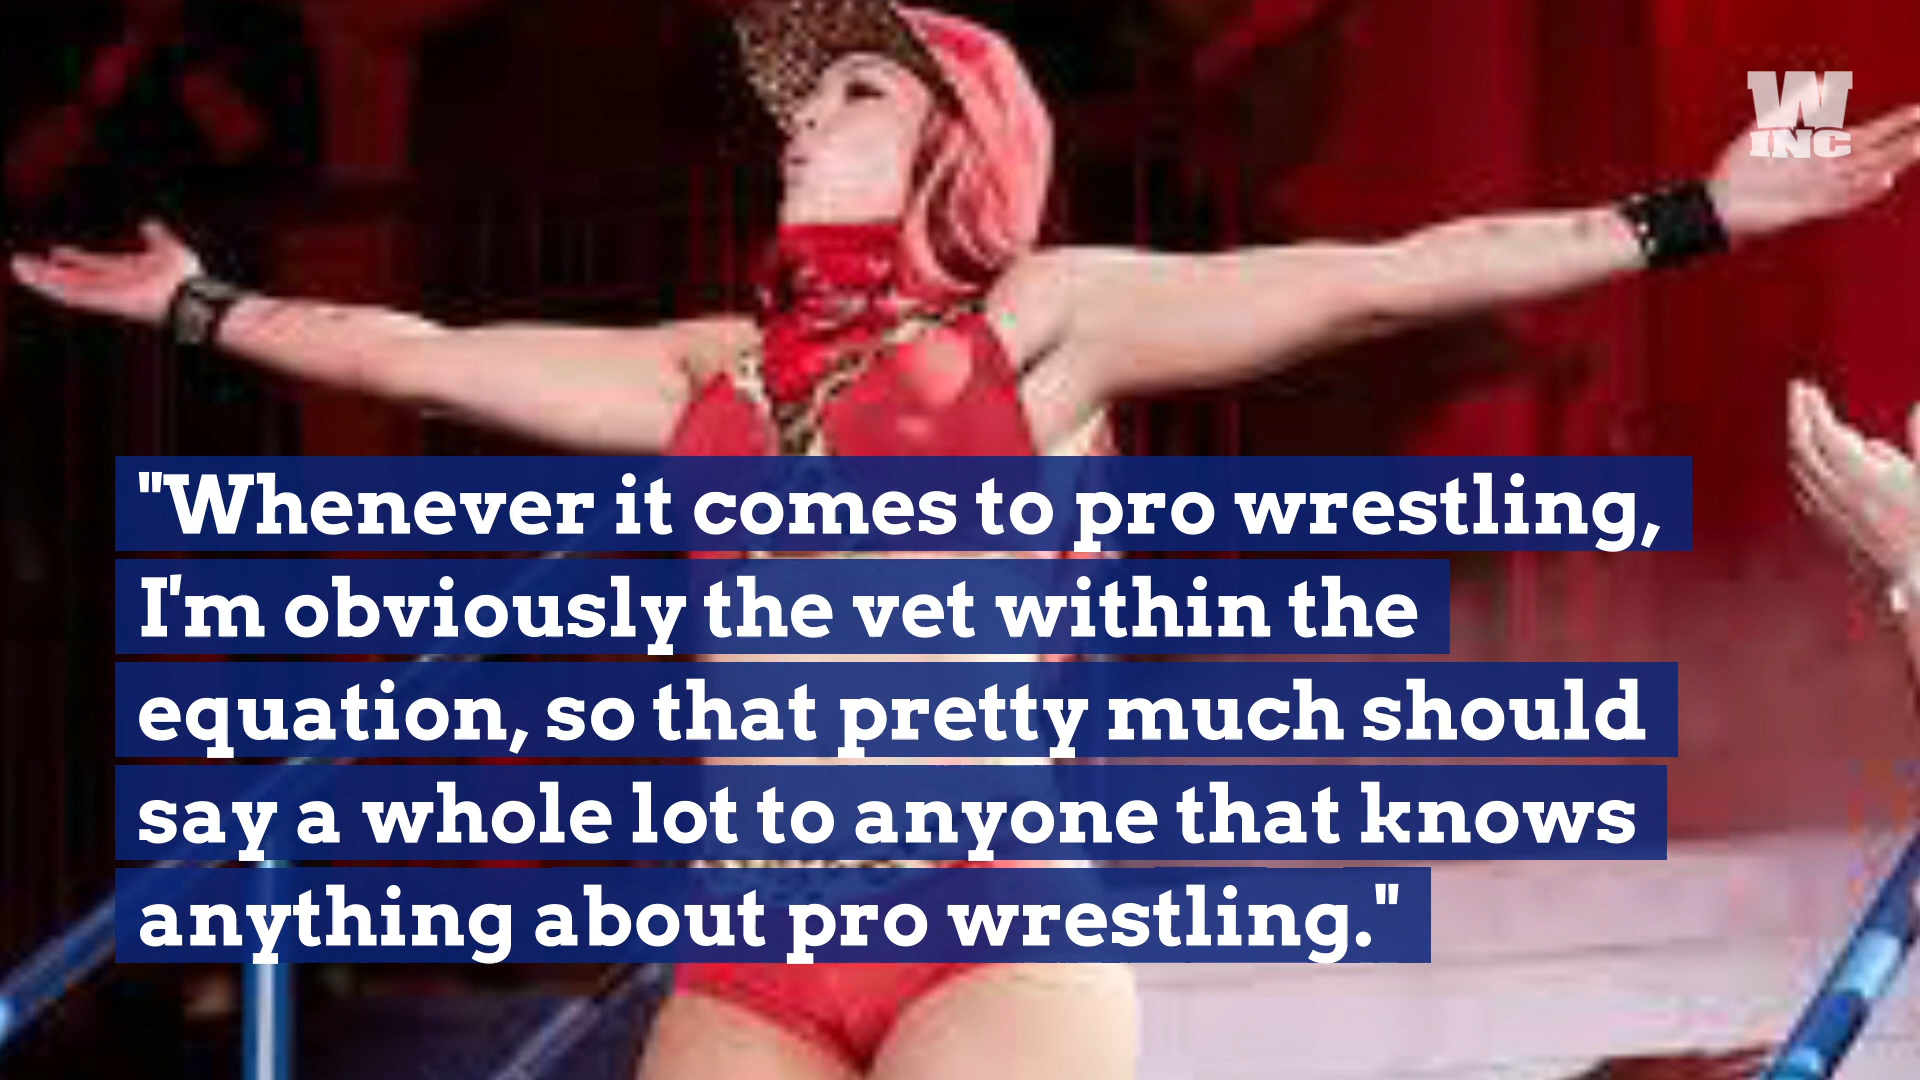 W
INC
"Whenever it comes to pro wrestling,
I'm obviously the vet within the
equation, so that pretty much should
say a whole lot to anyone that knows
anything about pro wrestling."